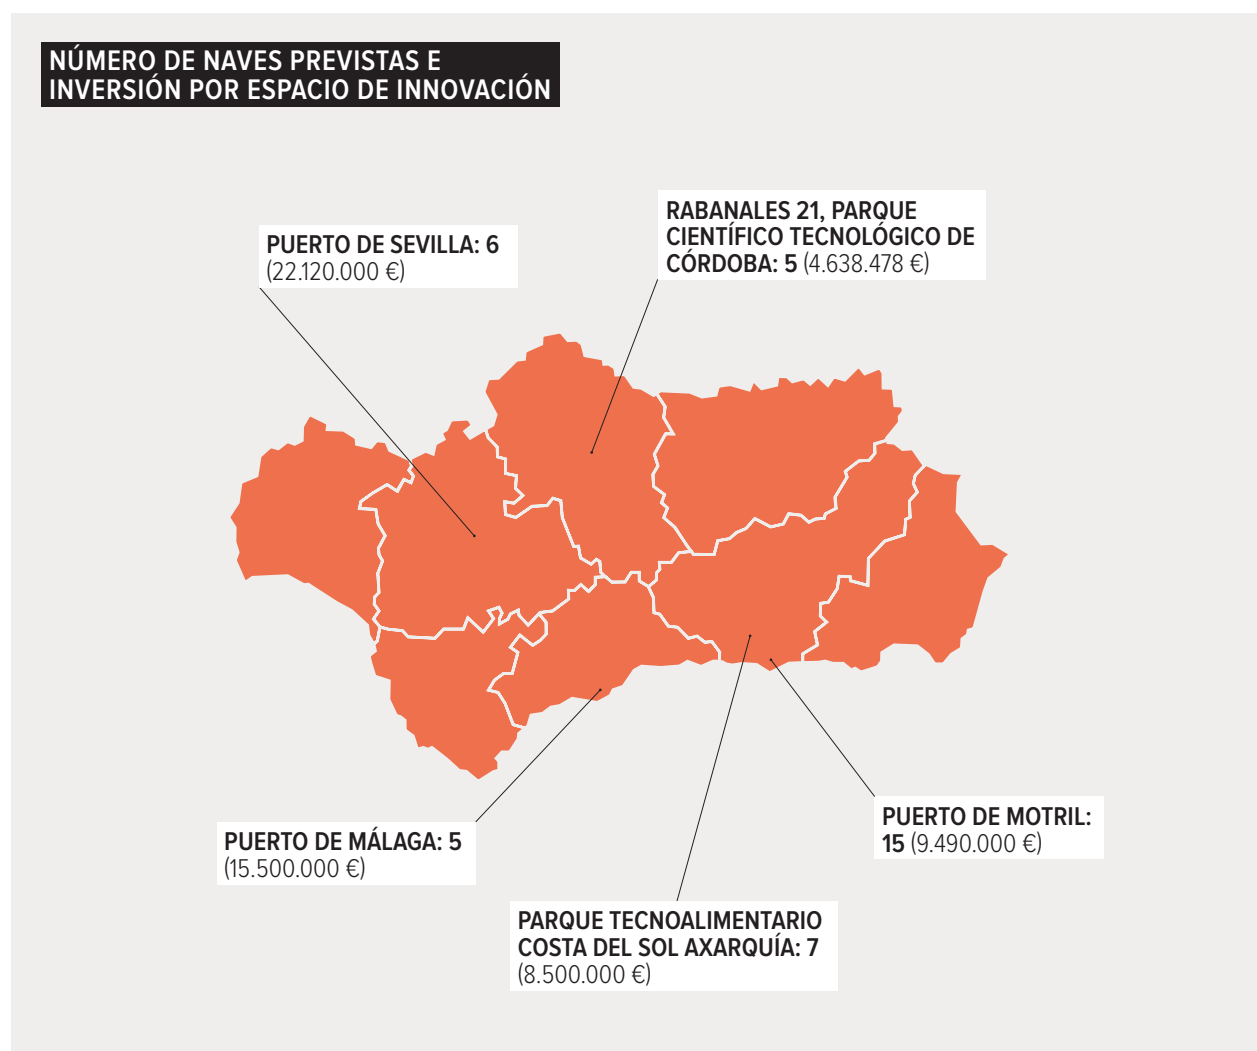 NÚMERO DE NAVES PREVISTAS E
INVERSIÓN POR ESPACIO DE INNOVACIÓN
RABANALES 21, PARQUE
CIENTÍFICO TECNOLÓGICO DE
CÓRDOBA: 5 (4.638.478 €)
PUERTO DE SEVILLA: 6
(22.120.000 €)
PUERTO DE MOTRIL:
15 (9.490.000 €)
PUERTO DE MÁLAGA: 5
(15.500.000 €)
PARQUE TECNOALIMENTARIO
COSTA DEL SOL AXARQUÍA: 7
(8.500.000 €)